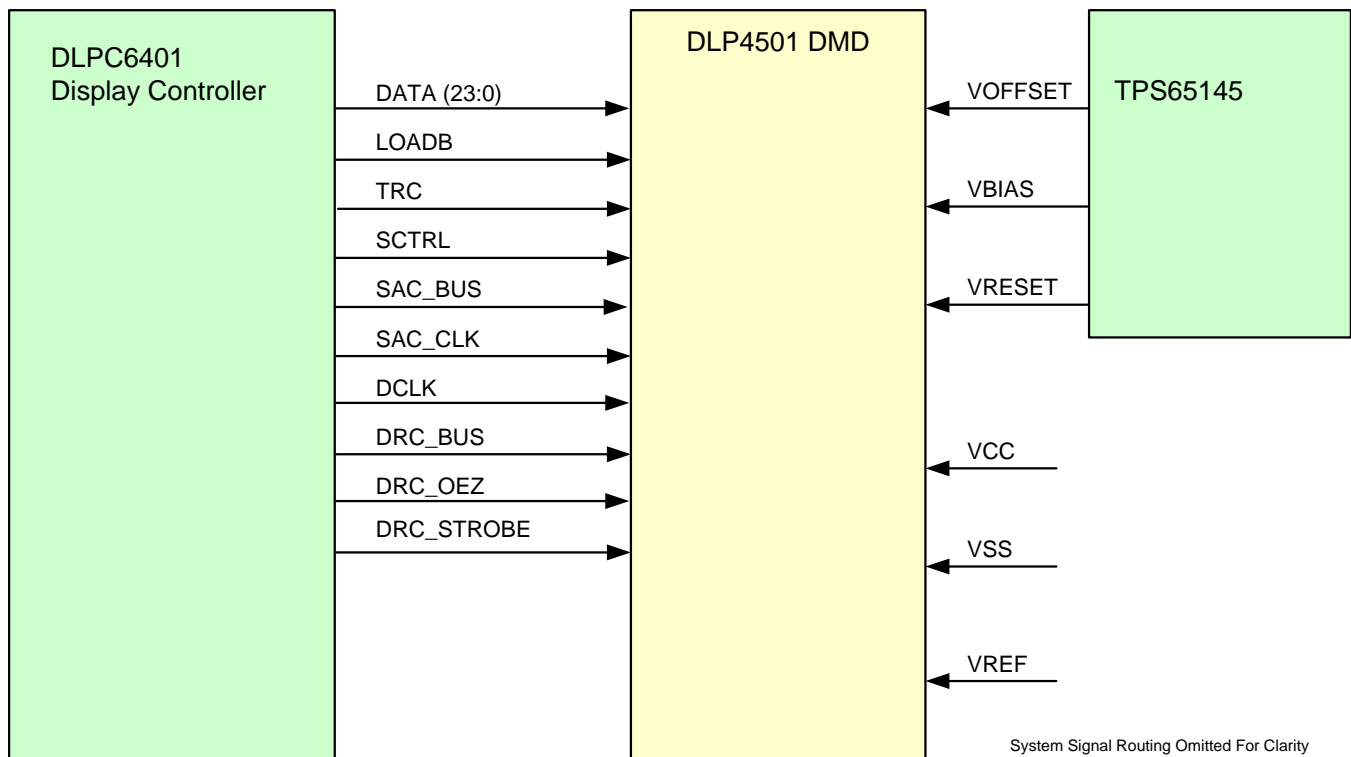 DLPC6401
Display Controller
DATA (23:0)
LOADB
TRC
SCTRL
SAC_BUS
SAC_CLK
DCLK
DRC_BUS
DRC_OEZ
DRC_STROBE
DLP4501 DMD
VOFFSET
VBIAS
VRESET
VCC
VSS
VREF
TPS65145
System Signal Routing Omitted For Clarity